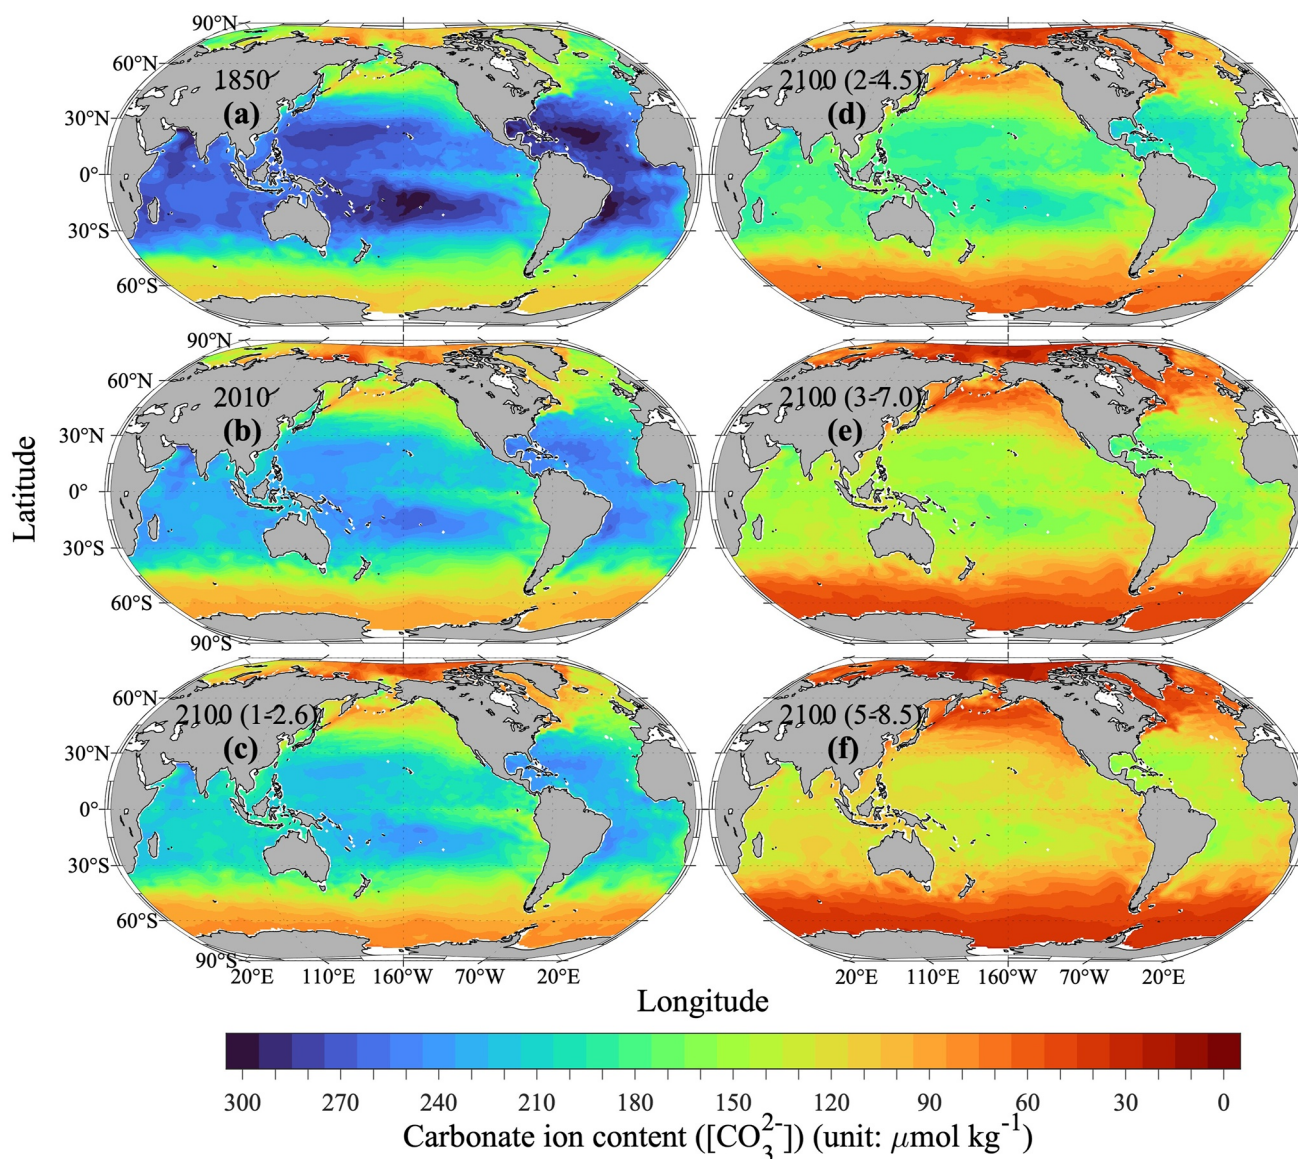 90°N
60°N
30°N
0°
30°S
60°S
1850
(a)
2100 (2-4.5)
(d)
90°N
60°N
30°N
0°
30°S
60°S
90°S
2010
(b)
2100 (3-7.0)
(e)
60°N
30°N
0°
30°S
60°S
90°S
2100 (1-2.6)
(c)
2100 (5-8.5)
(f)
Latitude
20°E 110°E 160°W 70°W 20°E
20°E 110°E 160°W 70°W 20°E
Longitude
300 270 240 210 180 150 120 90 60 30 0
Carbonate ion content ([CO₃²⁻]) (unit: μmol kg⁻¹)